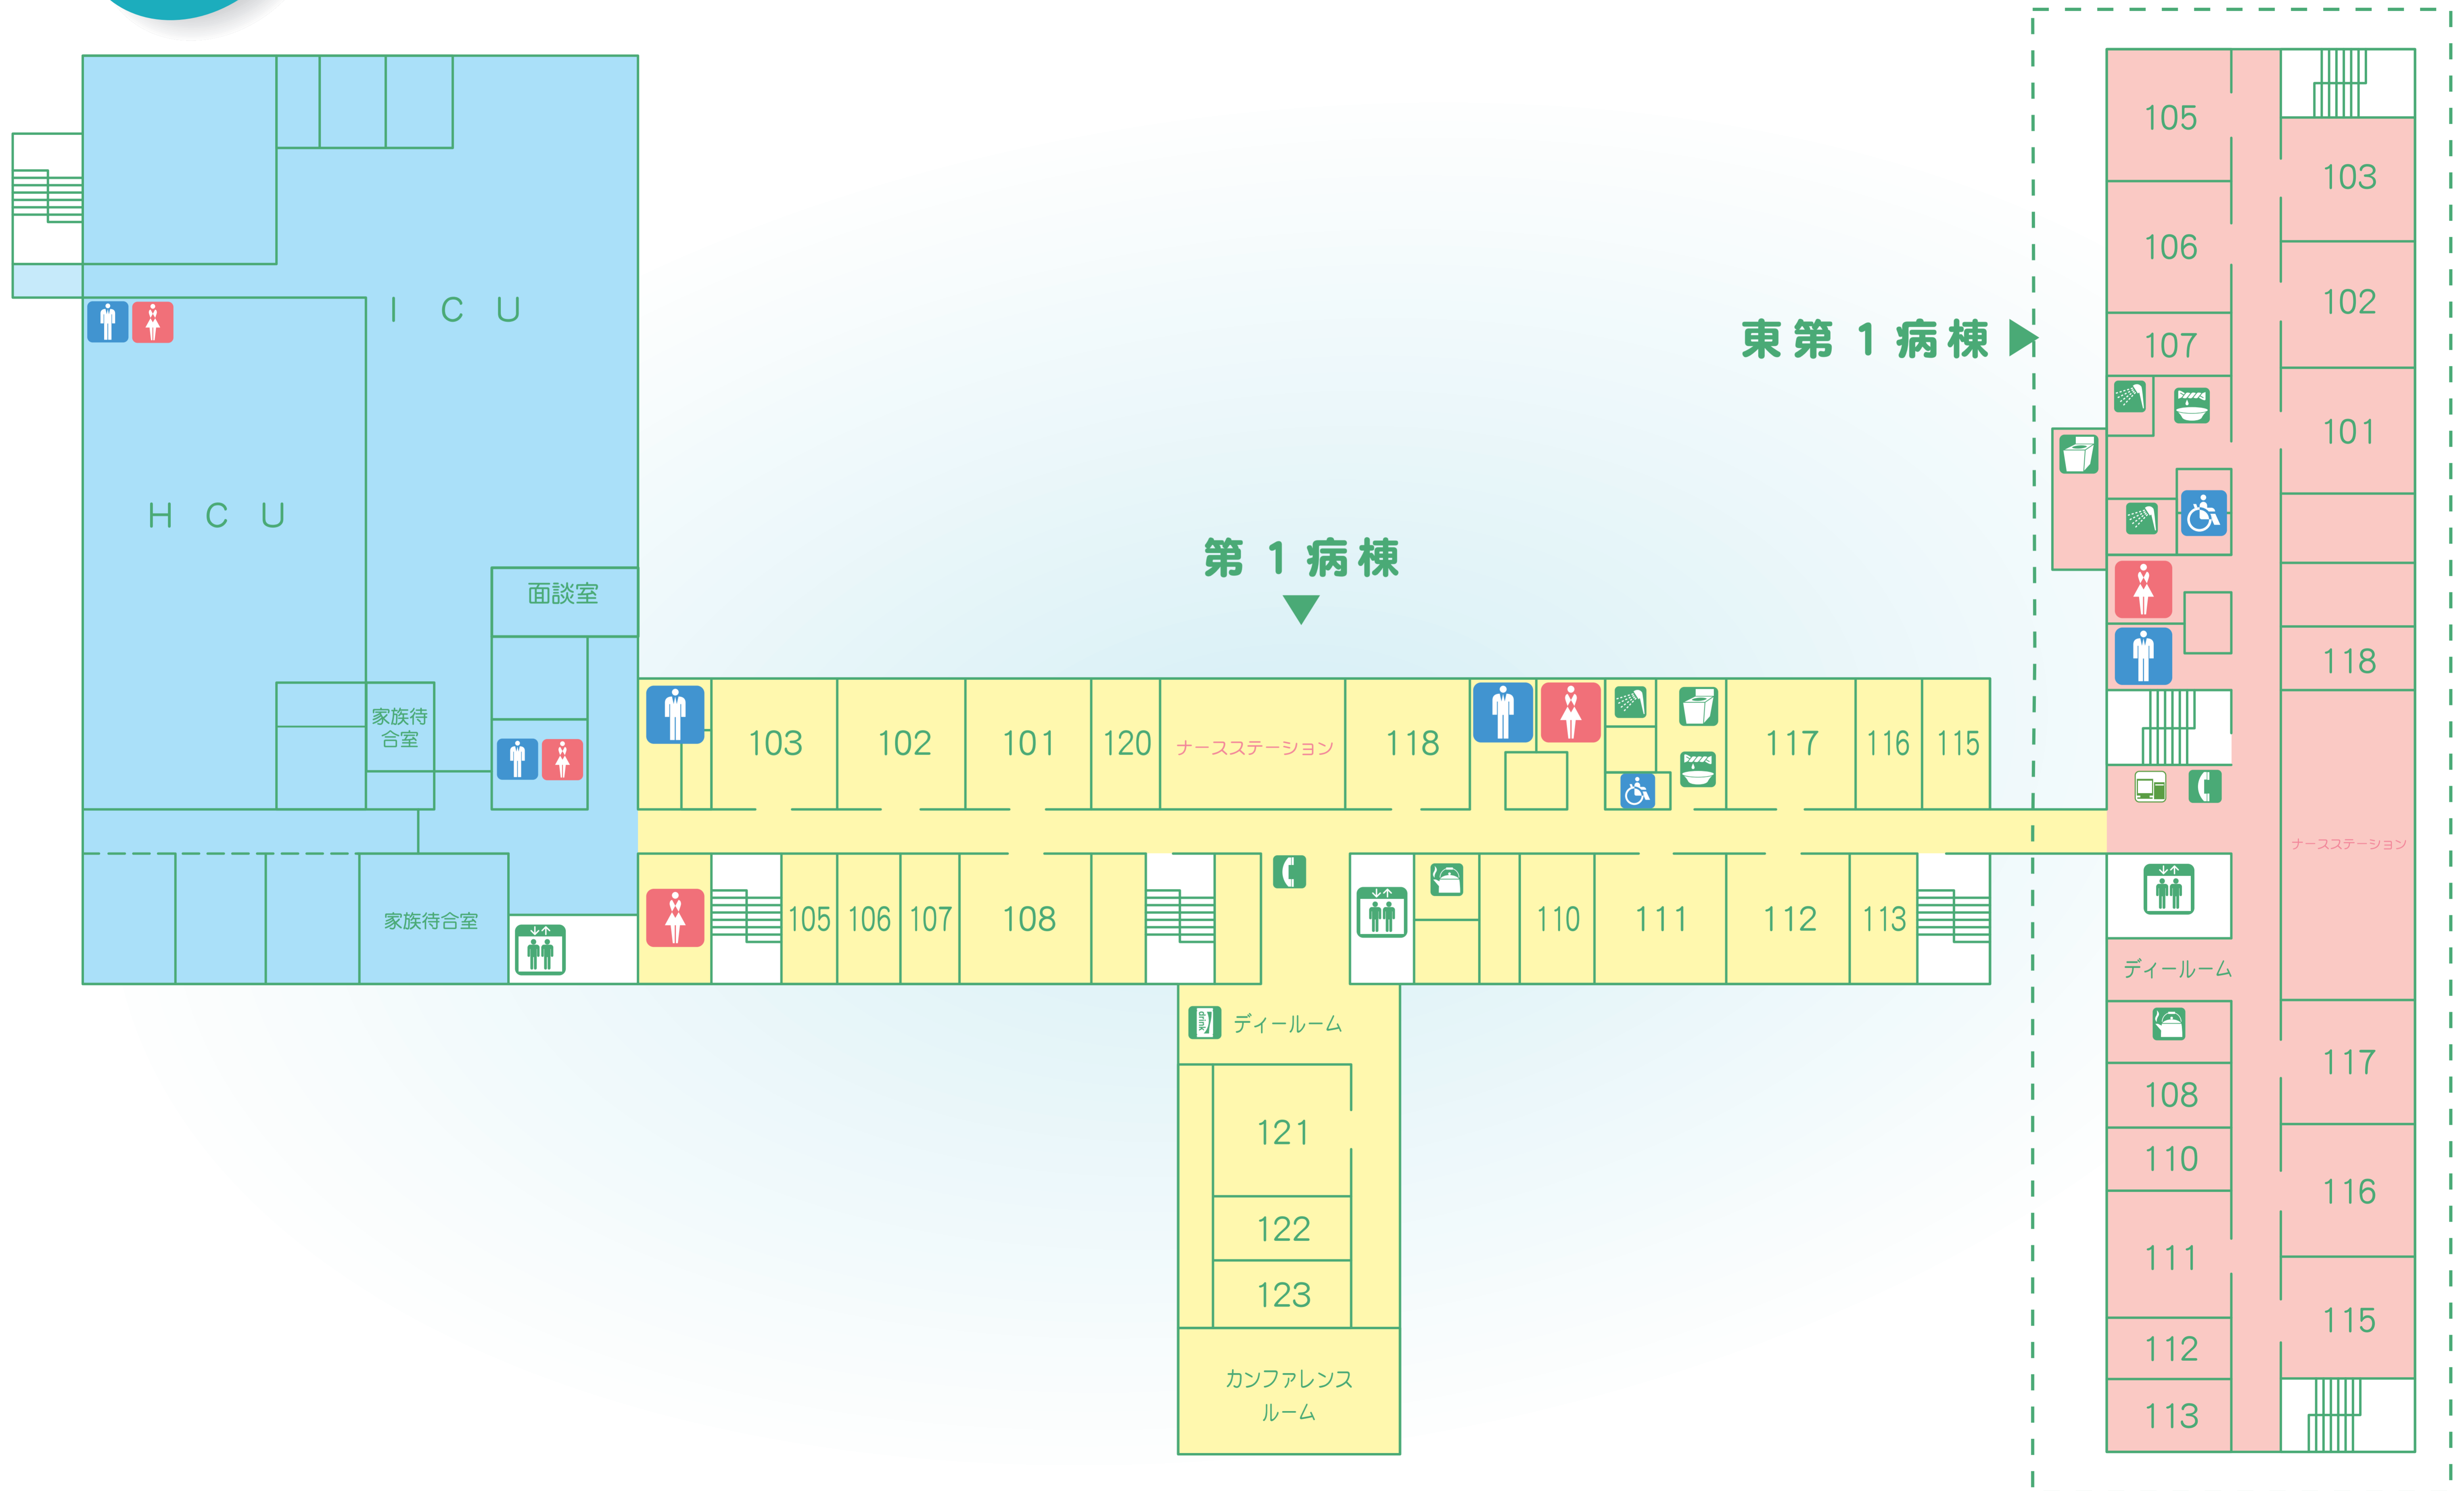 ＩＣＵ
ＨＣＵ
面談室
家族待
合室
家族待合室
第１病棟
103
102
101
120
ナースステーション
118
117
116
115
105
106
107
108
110
111
112
113
drink
ディールーム
121
122
123
カンファレンス
ルーム
東第１病棟
105
106
107
103
102
101
118
ナースステーション
ディールーム
108
110
111
112
113
117
116
115